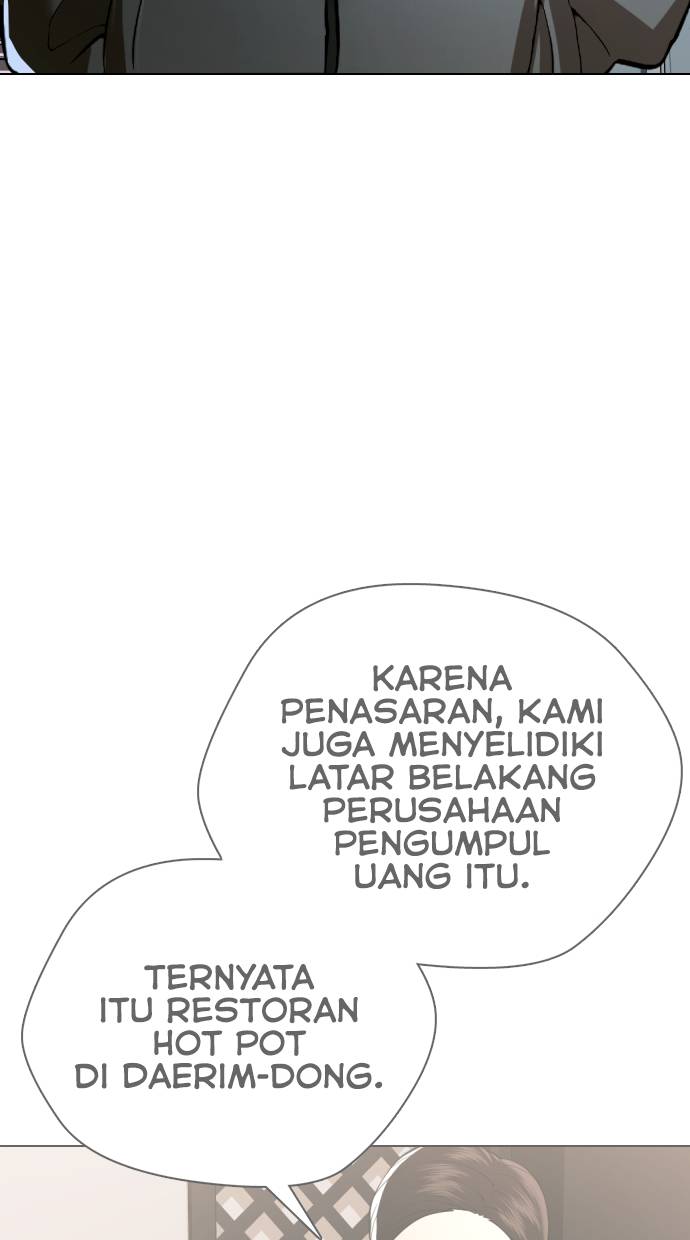 KARENA
PENASARAN, KAMI
JUGA MENYELIDIKI
LATAR BELAKANG
PERUSAHAAN
PENGUMPUL
UANG ITU.
TERNYATA
ITU RESTORAN
HOT POT
DI DAERIM-DONG.